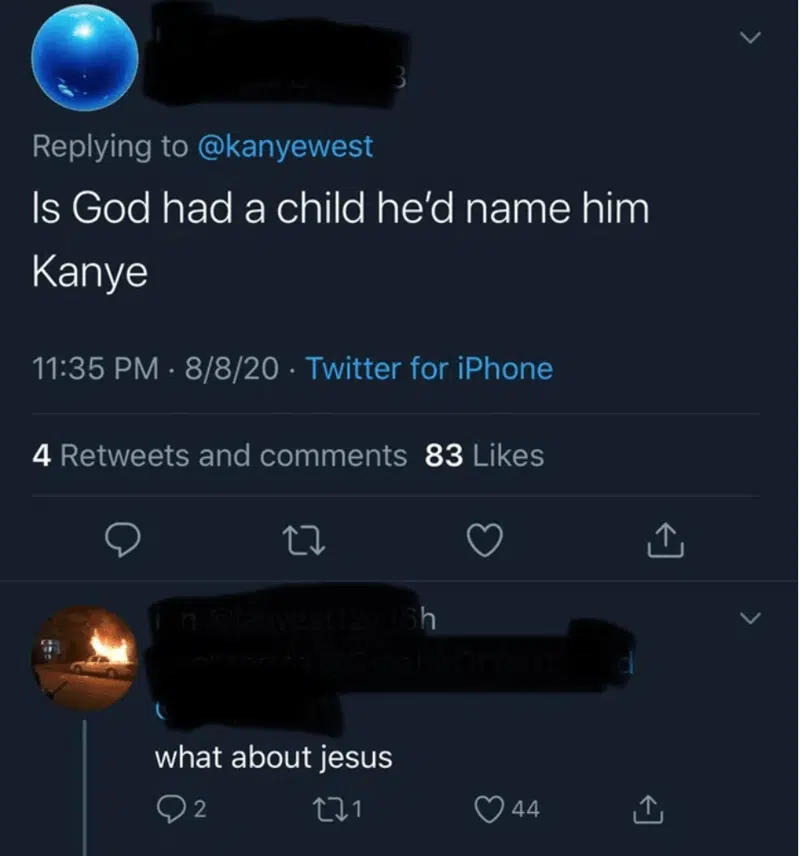 Replying to @kanyewest
Is God had a child he'd name him
Kanye
11:35 PM · 8/8/20 · Twitter for iPhone
4 Retweets and comments 83 Likes
what about jesus
2 1 44